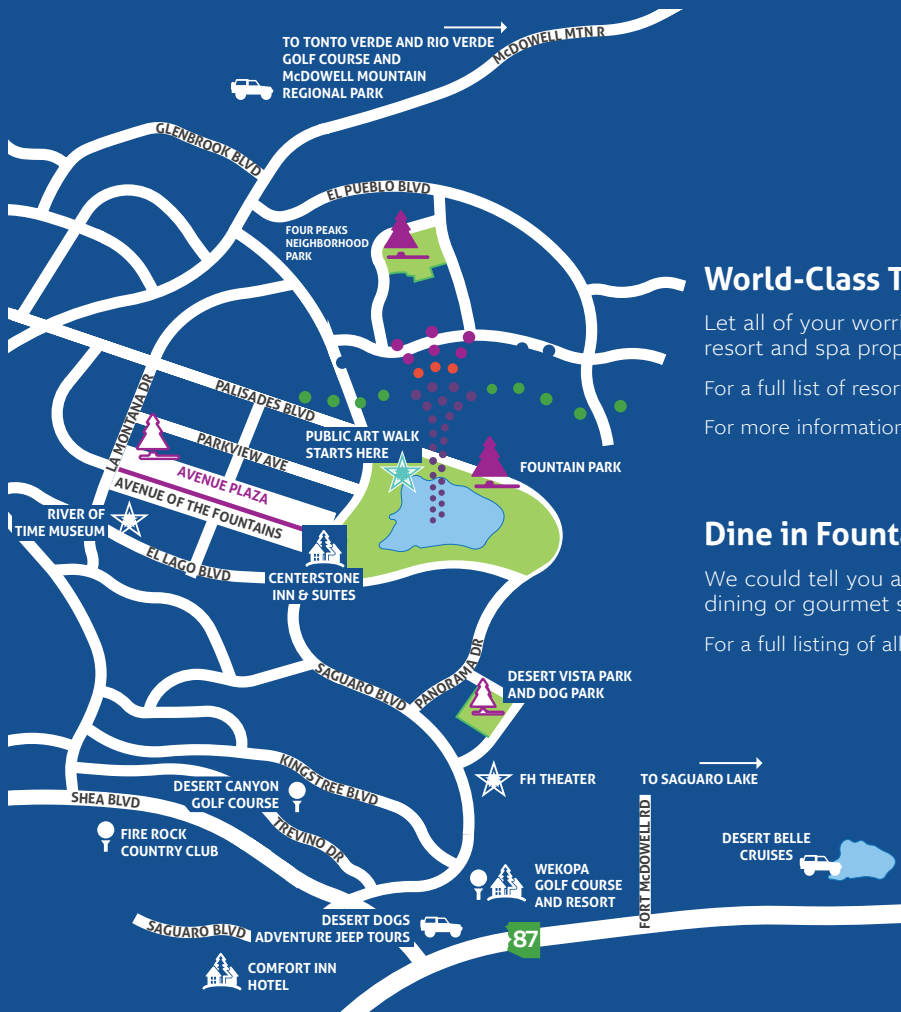 TO TONTO VERDE AND RIO VERDE
GOLF COURSE AND
McDOWELL MOUNTAIN
REGIONAL PARK
McDOWELL MTN R
GLENBROOK BLVD
EL PUEBLO BLVD
FOUR PEAKS
NEIGHBORHOOD
PARK
World-Class T
Let all of your worri
resort and spa prop
For a full list of resor
For more information
LA MONTANA DR
PALISADES BLVD
PARKVIEW AVE
PUBLIC ART WALK
STARTS HERE
FOUNTAIN PARK
AVENUE PLAZA
AVENUE OF THE FOUNTAINS
RIVER OF
TIME MUSEUM
EL LAGO BLVD
CENTERSTONE
INN & SUITES
Dine in Founta
We could tell you a
dining or gourmet s
For a full listing of all
SAGUARO BLVD
PANORAMA DR
DESERT VISTA PARK
AND DOG PARK
KINGSTREE BLVD
FH THEATER
TO SAGUARO LAKE
DESERT CANYON
GOLF COURSE
SHEA BLVD
TREVINO DR
FIRE ROCK
COUNTRY CLUB
FORT McDOWELL RD
DESERT BELLE
CRUISES
WEKOPA
GOLF COURSE
AND RESORT
SAGUARO BLVD
DESERT DOGS
ADVENTURE JEEP TOURS
87
COMFORT INN
HOTEL